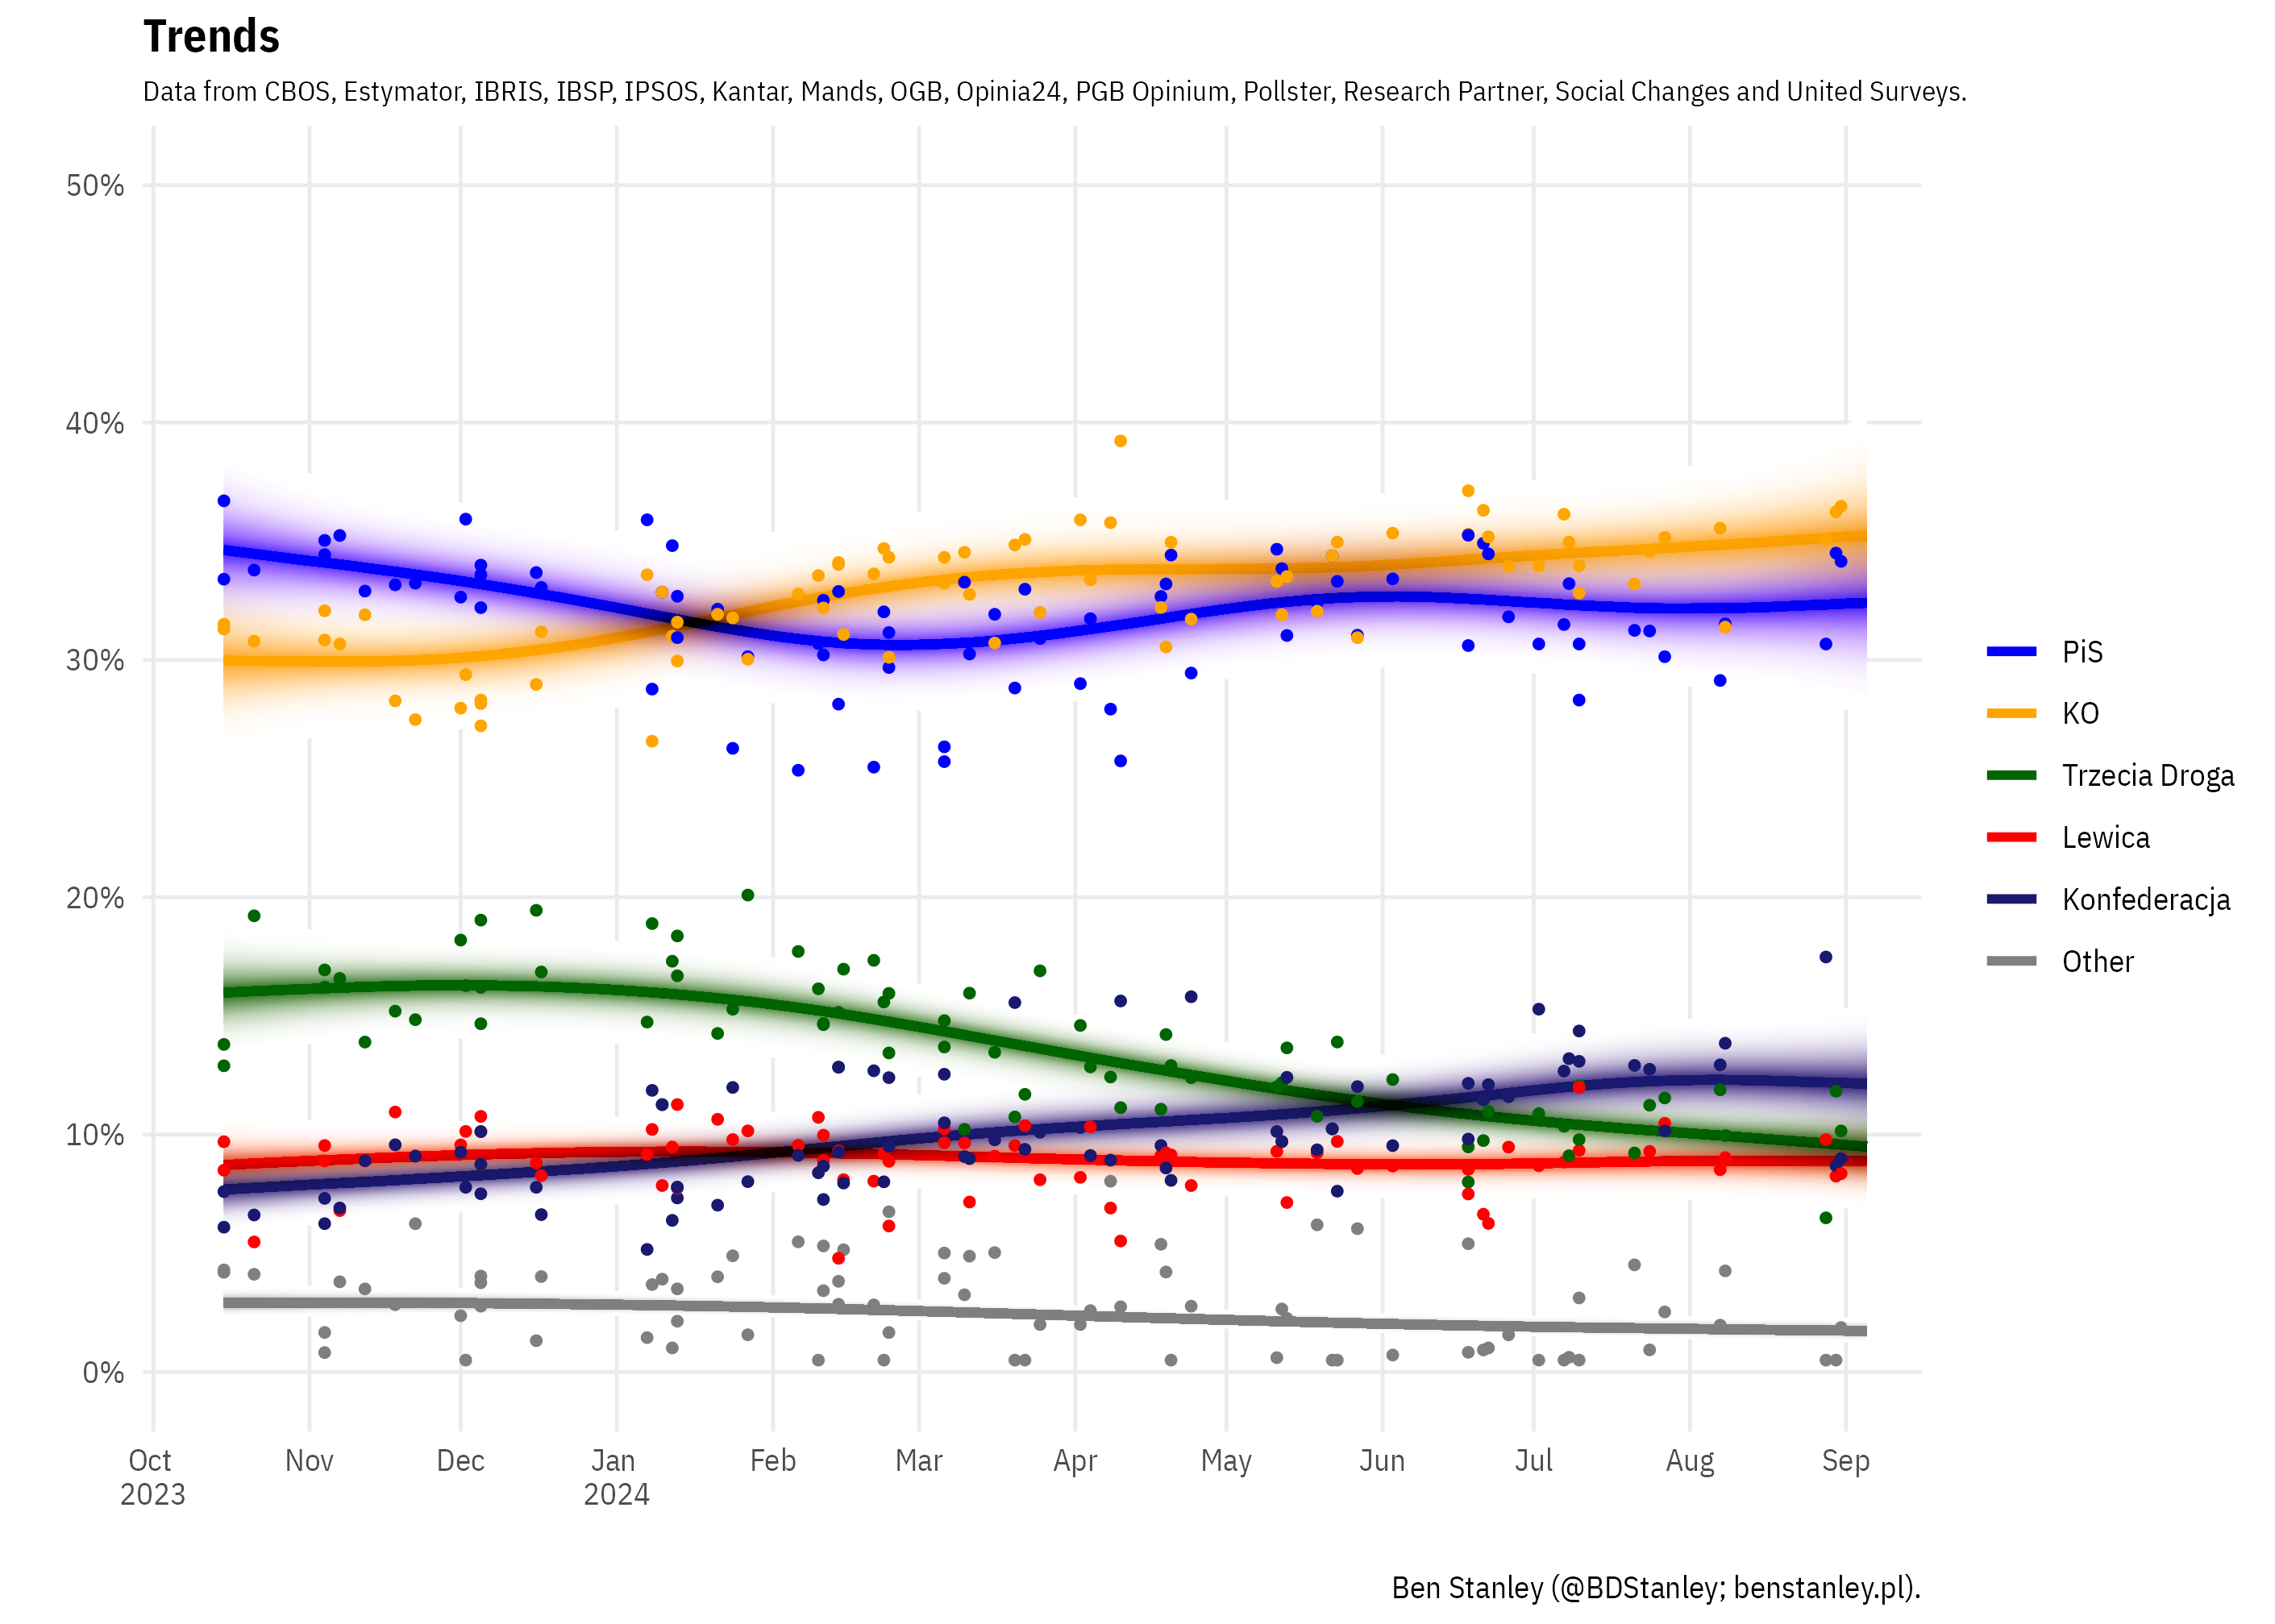 Trends
Data from CBOS, Estymator, IBRIS, IBSP, IPSOS, Kantar, Mands, OGB, Opinia24, PGB Opinium, Pollster, Research Partner, Social Changes and United Surveys.
50%
40%
30%
20%
10%
0%
Oct Nov Dec Jan Feb Mar Apr May Jun Jul Aug Sep
2023 2024
PiS
KO
Trzecia Droga
Lewica
Konfederacja
Other
Ben Stanley (@BDStanley; benstanley.pl).